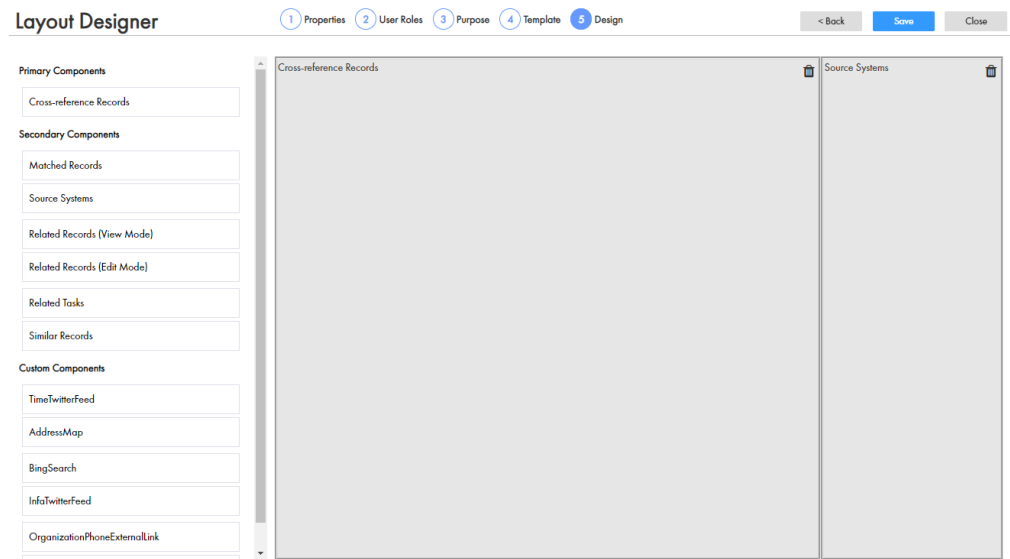 Layout Designer
1 Properties 2 User Roles 3 Purpose 4 Template 5 Design
< Back Save Close
Primary Components
Cross-reference Records
Secondary Components
Matched Records
Source Systems
Related Records (View Mode)
Related Records (Edit Mode)
Related Tasks
Similar Records
Custom Components
TimeTwitterFeed
AddressMap
BingSearch
InfaTwitterFeed
OrganizationPhoneExternalLink
Cross-reference Records
Source Systems